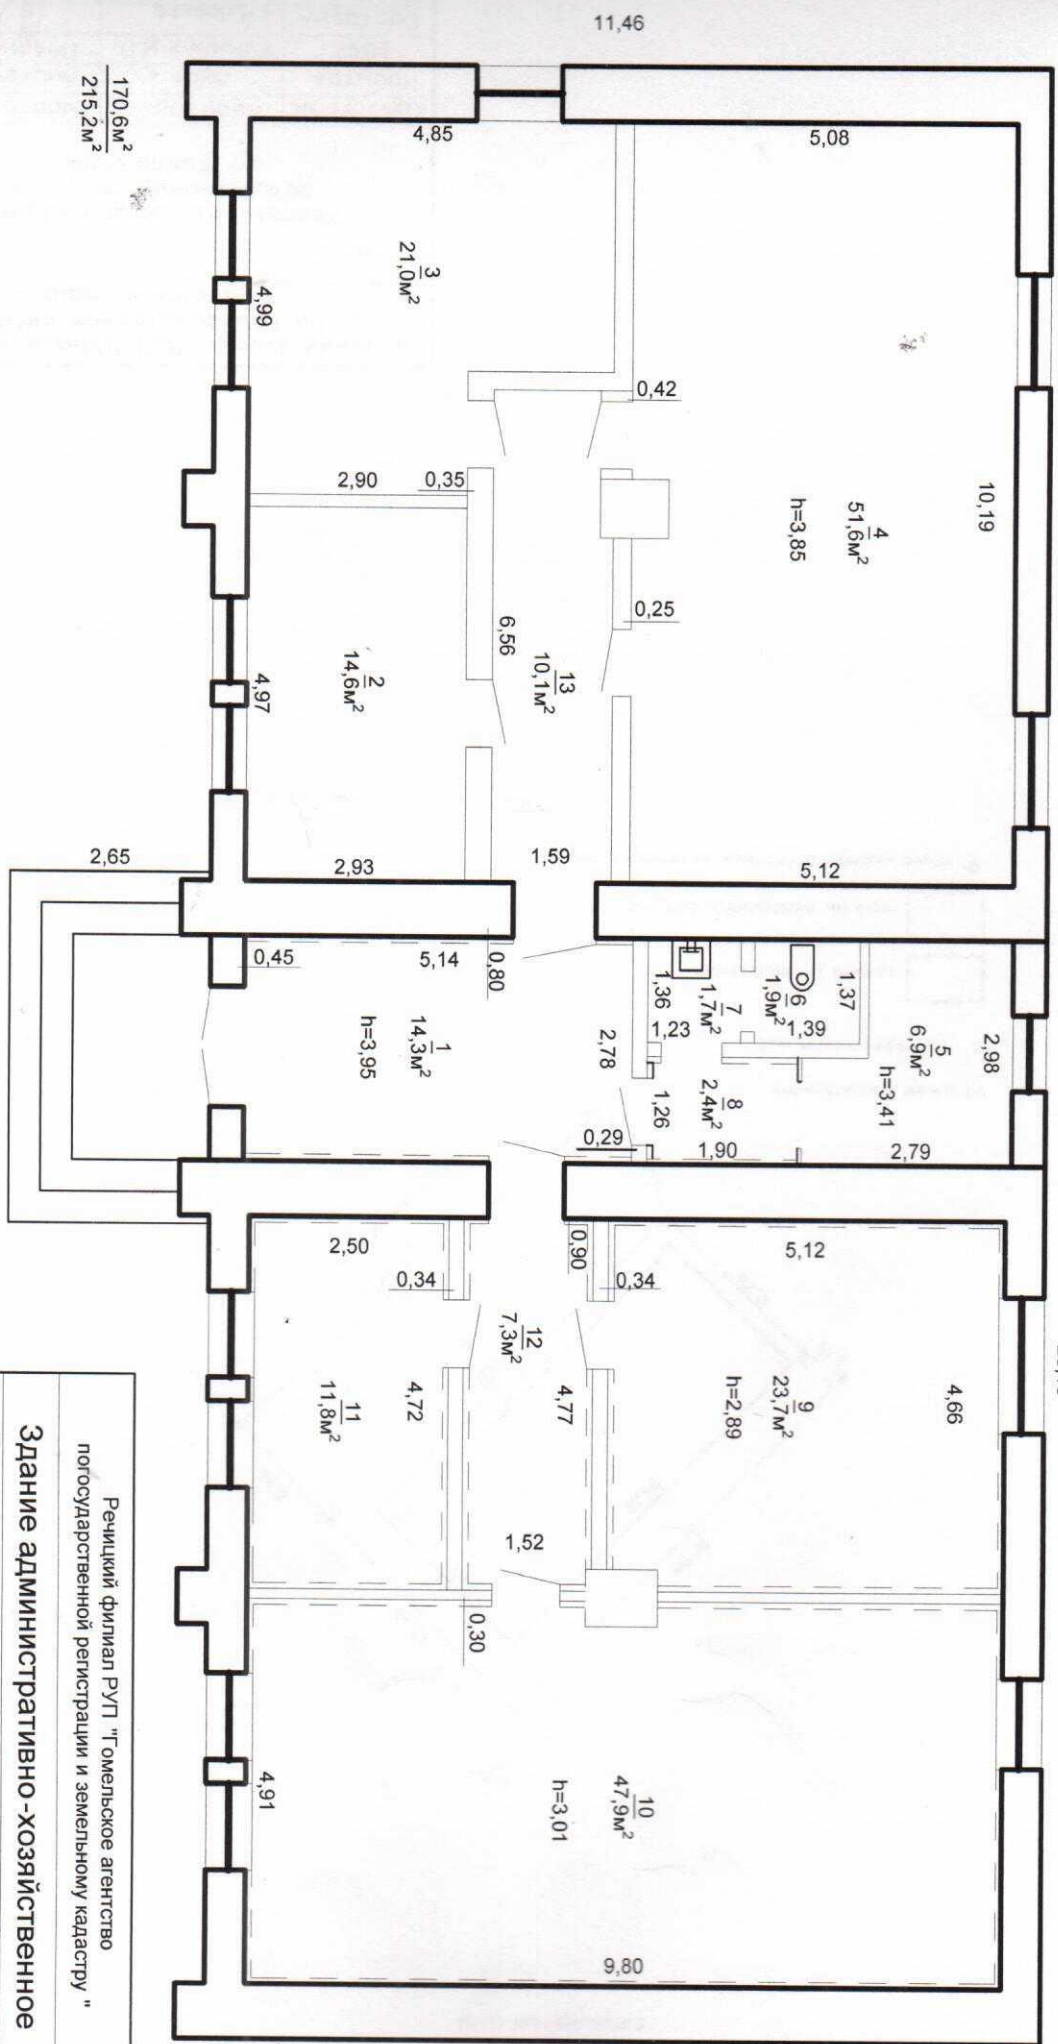 11,46
170,6м²
215,2м²
4,85
5,08
3
21,0м²
4,99
0,42
10,19
4
51,6м²
h=3,85
2,90
0,35
0,25
6,56
13
10,1м²
2
14,6м²
4,97
2,65
2,93
1,59
5,12
0,45
5,14
0,80
1,36
1,23
7
1,7м²
6
1,9м²
1,39
1,37
5
6,9м²
2,98
h=3,41
1
14,3м²
h=3,95
2,78
1,26
8
2,4м²
0,29
1,90
2,79
2,50
0,34
0,90
0,34
5,12
12
7,3м²
11
11,8м²
4,72
4,77
9
23,7м²
h=2,89
4,66
1,52
0,30
4,91
10
47,9м²
h=3,01
9,80
Речицкий филиал РУП "Гомельское агентство
погосударственной регистрации и земельному кадастру "
Здание административно-хозяйственное